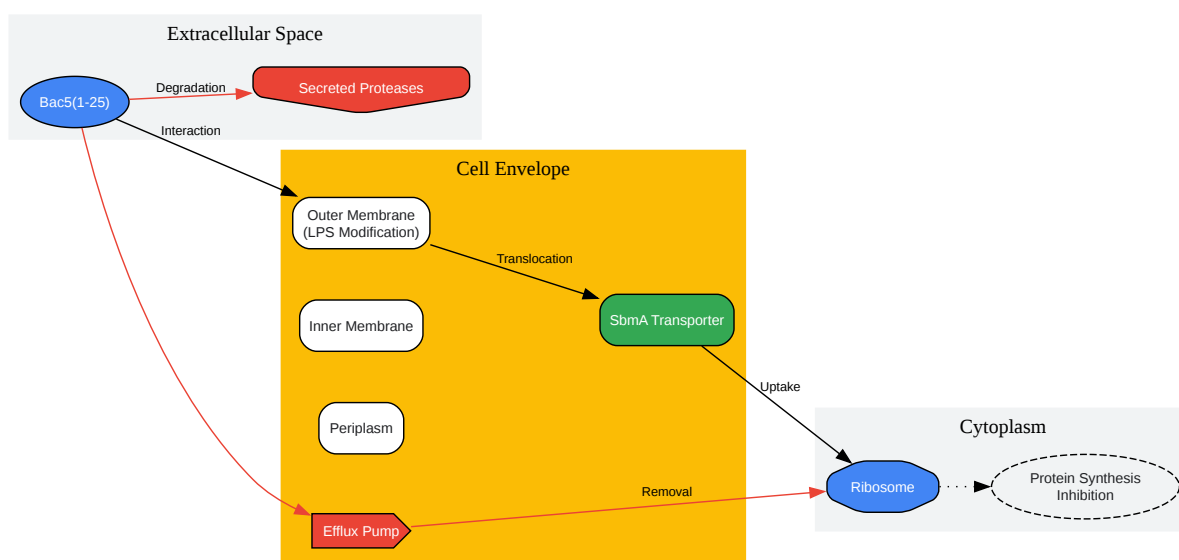 Extracellular Space
Bac5(1-25)
Degradation
Secreted Proteases
Interaction
Cell Envelope
Outer Membrane
(LPS Modification)
Translocation
Inner Membrane
SbmA Transporter
Uptake
Periplasm
Cytoplasm
Removal
Ribosome
Protein Synthesis
Inhibition
Efflux Pump